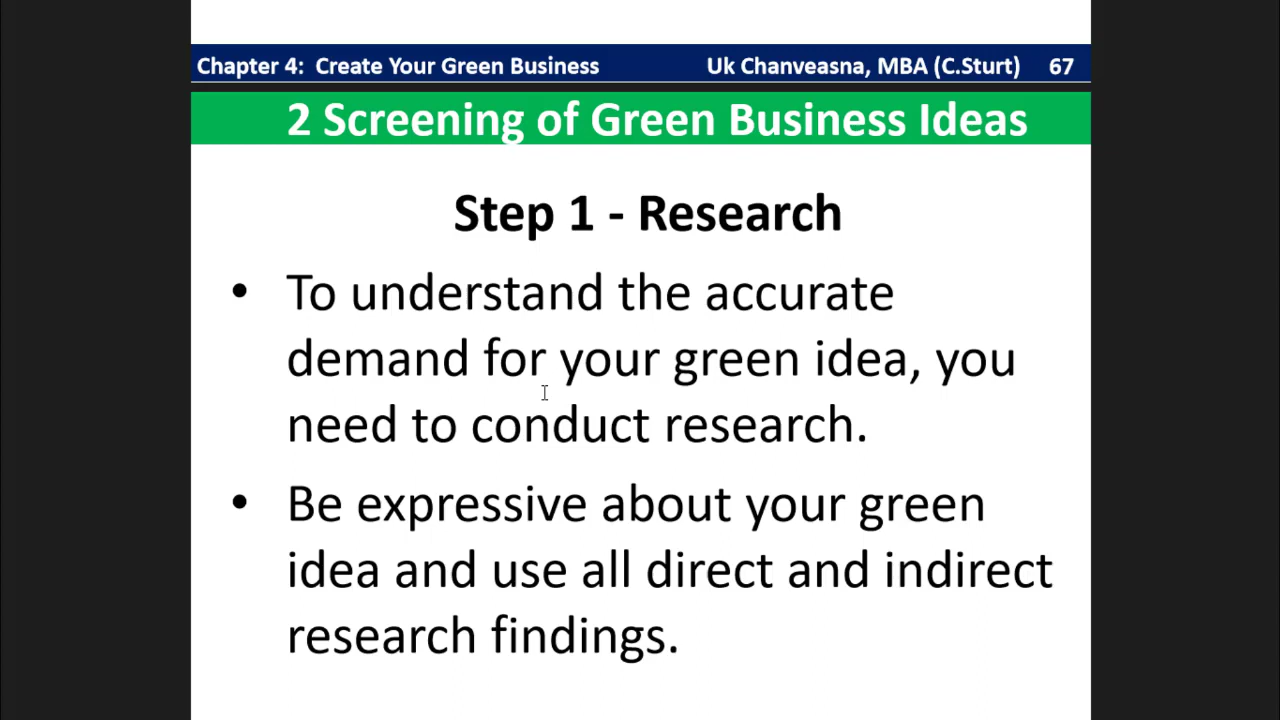 Chapter 4: Create Your Green Business Uk Chanveasna, MBA (C.Sturt) 67
2 Screening of Green Business Ideas
Step 1 - Research
• To understand the accurate
demand for your green idea, you
need to conduct research.
• Be expressive about your green
idea and use all direct and indirect
research findings.